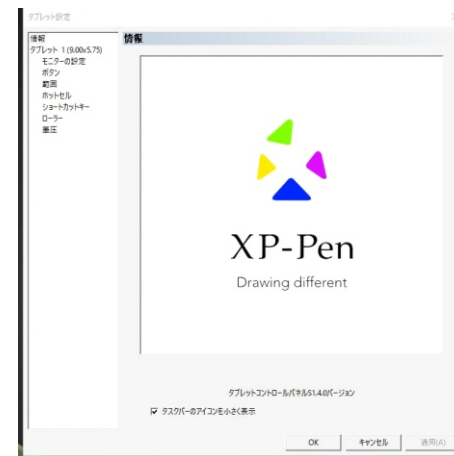 タブレット設定
情報
タブレット 1(9.00x5.75)
モニターの設定
ボタン
範囲
ホットセル
ショートカットキー
ローラー
筆圧
情報
XP-Pen
Drawing different
タブレットコントロールパネルS1.4.0バージョン
タスクバーのアイコンを小さく表示
OK
キャンセル
適用(A)